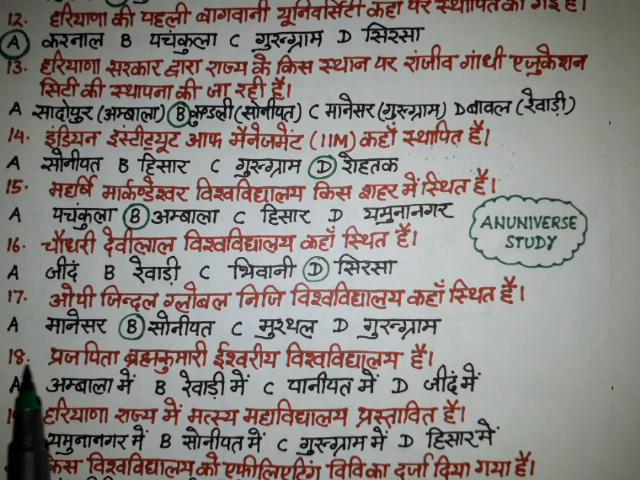 12. हरियाणा की पहली बागवानी यूनिवर्सिटी कहां पर स्थापित की गई है।
A करनाल B पचंकुला C गुरुग्राम D सिरसा
13. हरियाणा सरकार द्वारा राज्य के किस स्थान पर रांजीव गांधी एजुकेशन
सिटी की स्थापना की जा रही है।
A सादोपुर (अम्बाला) B कुण्डली (सोनीपत) C मानेसर (गुरुग्राम) D बावल (रेवाड़ी)
14. इंडियन इंस्टीट्यूट आफ मैनेजमेंट (IIM) कहाँ स्थापित है।
A सोनीपत B हिसार C गुरुग्राम D रोहतक
15. महर्षि मार्कण्डेश्वर विश्वविद्यालय किस शहर में स्थित है।
A पचंकुला B अम्बाला C हिसार D यमुनानगर
ANUNIVERSE
STUDY
16. चौधरी देवीलाल विश्वविद्यालय कहाँ स्थित है।
A जीदं B रेवाड़ी C भिवानी D सिरसा
17. ओपी जिन्दल ग्लोबल निजि विश्वविद्यालय कहाँ स्थित है।
A मानेसर B सोनीपत C मुरथल D गुरुग्राम
18. प्रजापिता ब्रह्मकुमारी ईश्वरीय विश्वविद्यालय है।
A अम्बाला में B रेवाड़ी में C पानीपत में D जीदं में
हरियाणा राज्य में मत्स्य महाविद्यालय प्रस्तावित है।
यमुनानगर में B सोनीपत में C गुरुग्राम में D हिसार में
किस विश्वविद्यालय को एफीलिएटिंग विवि का दर्जा दिया गया है।